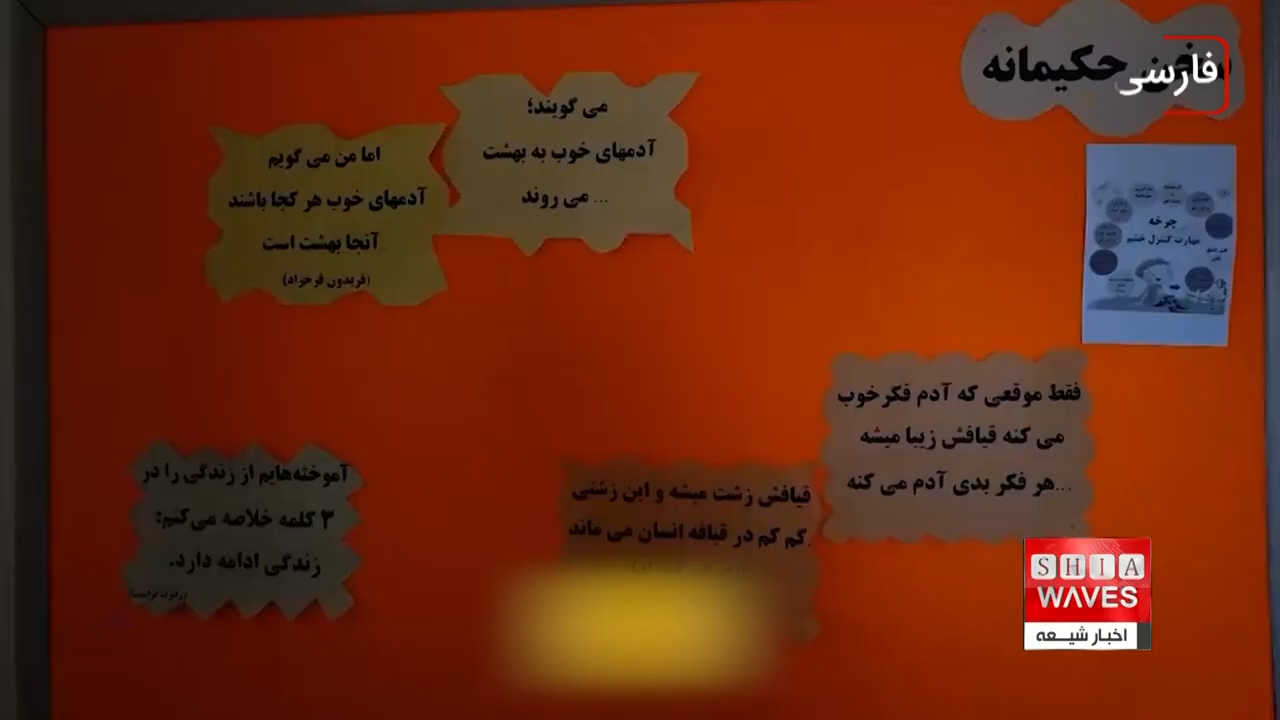 فارسی
حکیمانه
می گویند؛
آدمهای خوب به بهشت
می روند ...
اما من می گویم
آدمهای خوب هر کجا باشند
آنجا بهشت است
(فریدون فرخزاد)
چرخه
مهارت کنترل خشم
فقط موقعی که آدم فکرخوب
می کنه قیافش زیبا میشه
هر فکر بدی آدم می کنه...
قیافش زشت میشه و این زشتی
کم کم در قیافه انسان می ماند.
آموخته‌هایم از زندگی را در
۳ کلمه خلاصه می‌کنم:
زندگی ادامه دارد.
SHIA
WAVES
اخبار شیعه